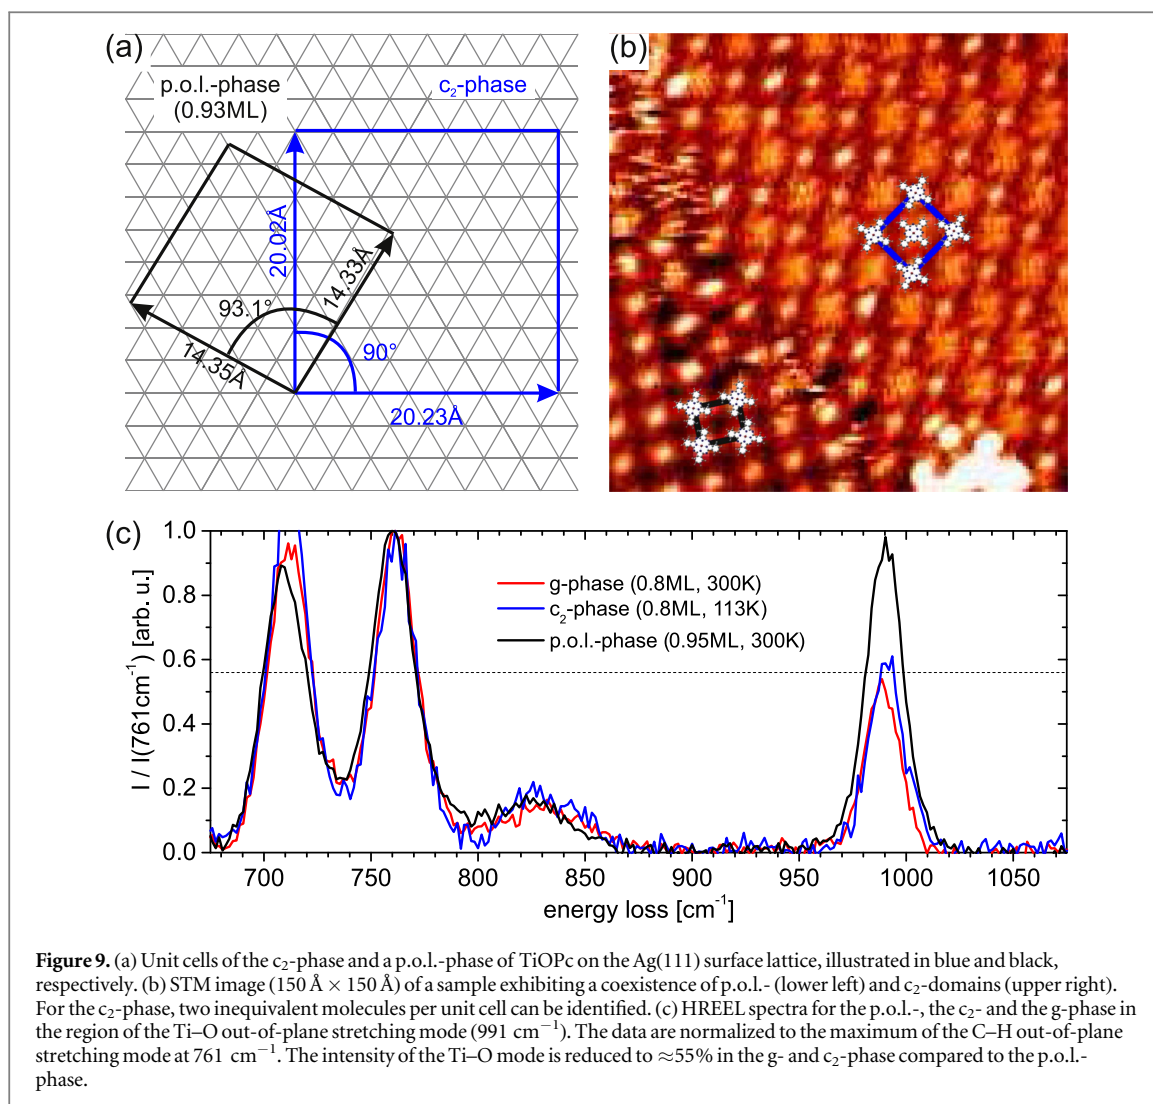 (a)
p.o.l.-phase
(0.93ML)
c₂-phase
20.02Å
14.33Å
93.1°
14.35Å
90°
20.23Å
(b)
(c)
I / I(761cm⁻¹) [arb. u.]
1.0
0.8
0.6
0.4
0.2
0.0
g-phase (0.8ML, 300K)
c₂-phase (0.8ML, 113K)
p.o.l.-phase (0.95ML, 300K)
700 750 800 850 900 950 1000 1050
energy loss [cm⁻¹]
Figure 9. (a) Unit cells of the c₂-phase and a p.o.l.-phase of TiOPc on the Ag(111) surface lattice, illustrated in blue and black,
respectively. (b) STM image (150 Å × 150 Å) of a sample exhibiting a coexistence of p.o.l.- (lower left) and c₂-domains (upper right).
For the c₂-phase, two inequivalent molecules per unit cell can be identified. (c) HREEL spectra for the p.o.l.-, the c₂- and the g-phase in
the region of the Ti–O out-of-plane stretching mode (991 cm⁻¹). The data are normalized to the maximum of the C–H out-of-plane
stretching mode at 761 cm⁻¹. The intensity of the Ti–O mode is reduced to ≈55% in the g- and c₂-phase compared to the p.o.l.-
phase.